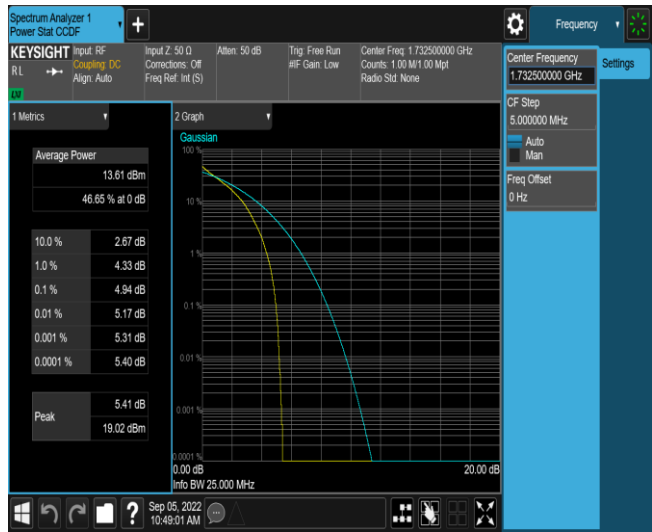 Spectrum Analyzer 1
Power Stat CCDF
Frequency
KEYSIGHT
RL
LXI
Input: RF
Coupling: DC
Align: Auto
Input Z: 50 Ω
Corrections: Off
Freq Ref: Int (S)
Atten: 50 dB
Trig: Free Run
#IF Gain: Low
Center Freq: 1.732500000 GHz
Counts: 1.00 M/1.00 Mpt
Radio Std: None
Center Frequency
1.732500000 GHz
Settings
CF Step
5.000000 MHz
Auto
Man
Freq Offset
0 Hz
1 Metrics
Average Power
13.61 dBm
46.65 % at 0 dB
10.0 % 2.67 dB
1.0 % 4.33 dB
0.1 % 4.94 dB
0.01 % 5.17 dB
0.001 % 5.31 dB
0.0001 % 5.40 dB
Peak
5.41 dB
19.02 dBm
2 Graph
Gaussian
100 %
10 %
1 %
0.1 %
0.01 %
0.001 %
0.0001 %
0.00 dB 20.00 dB
Info BW 25.000 MHz
?
Sep 05, 2022
10:49:01 AM